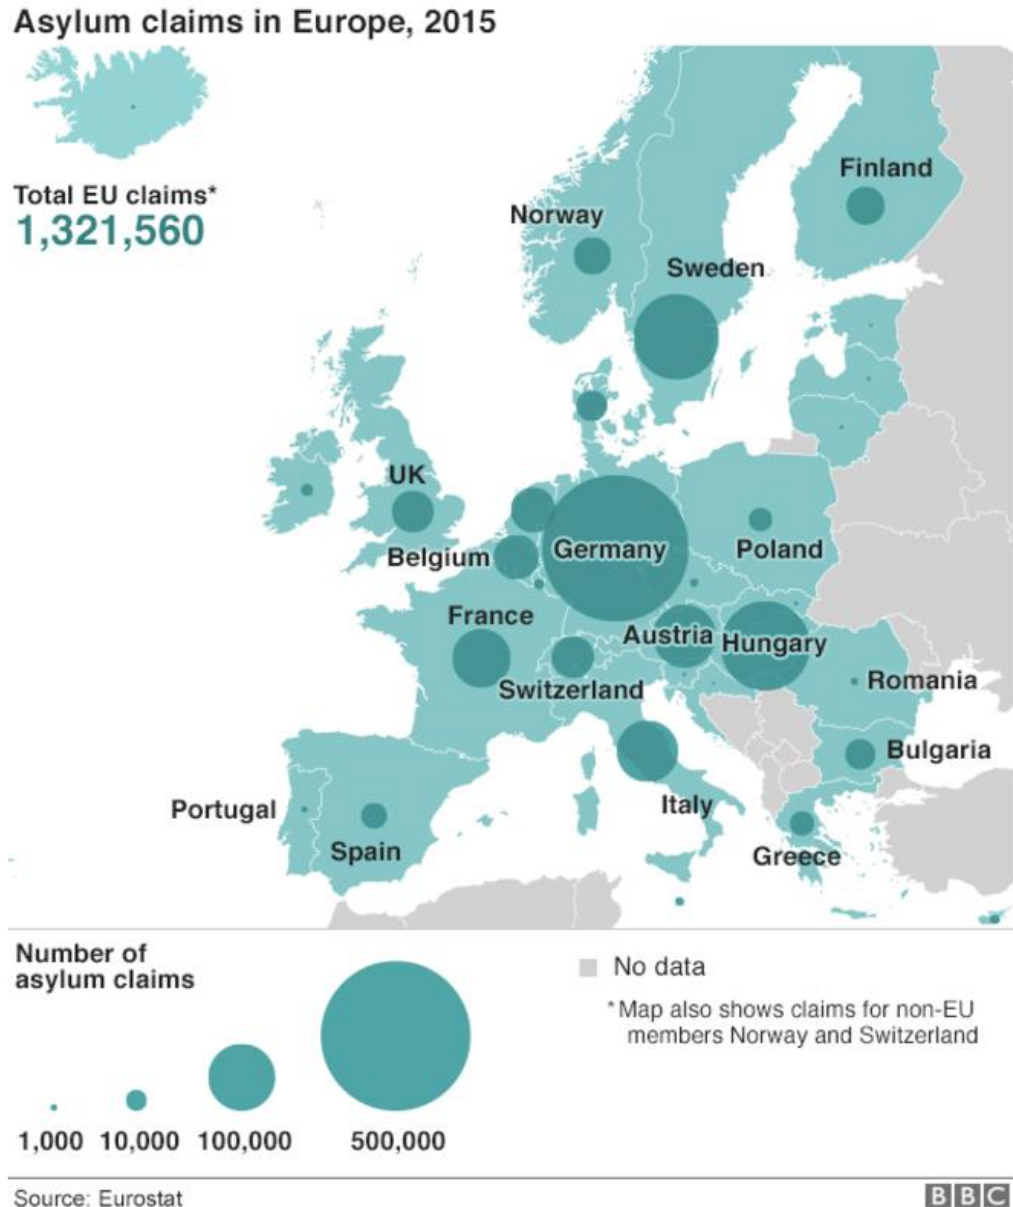 Asylum claims in Europe, 2015
Total EU claims*
1,321,560
Finland
Norway
Sweden
UK
Belgium
Germany
Poland
France
Austria
Hungary
Switzerland
Romania
Bulgaria
Portugal
Italy
Spain
Greece
Number of
asylum claims
No data
*Map also shows claims for non-EU
members Norway and Switzerland
1,000 10,000 100,000 500,000
Source: Eurostat
BBC